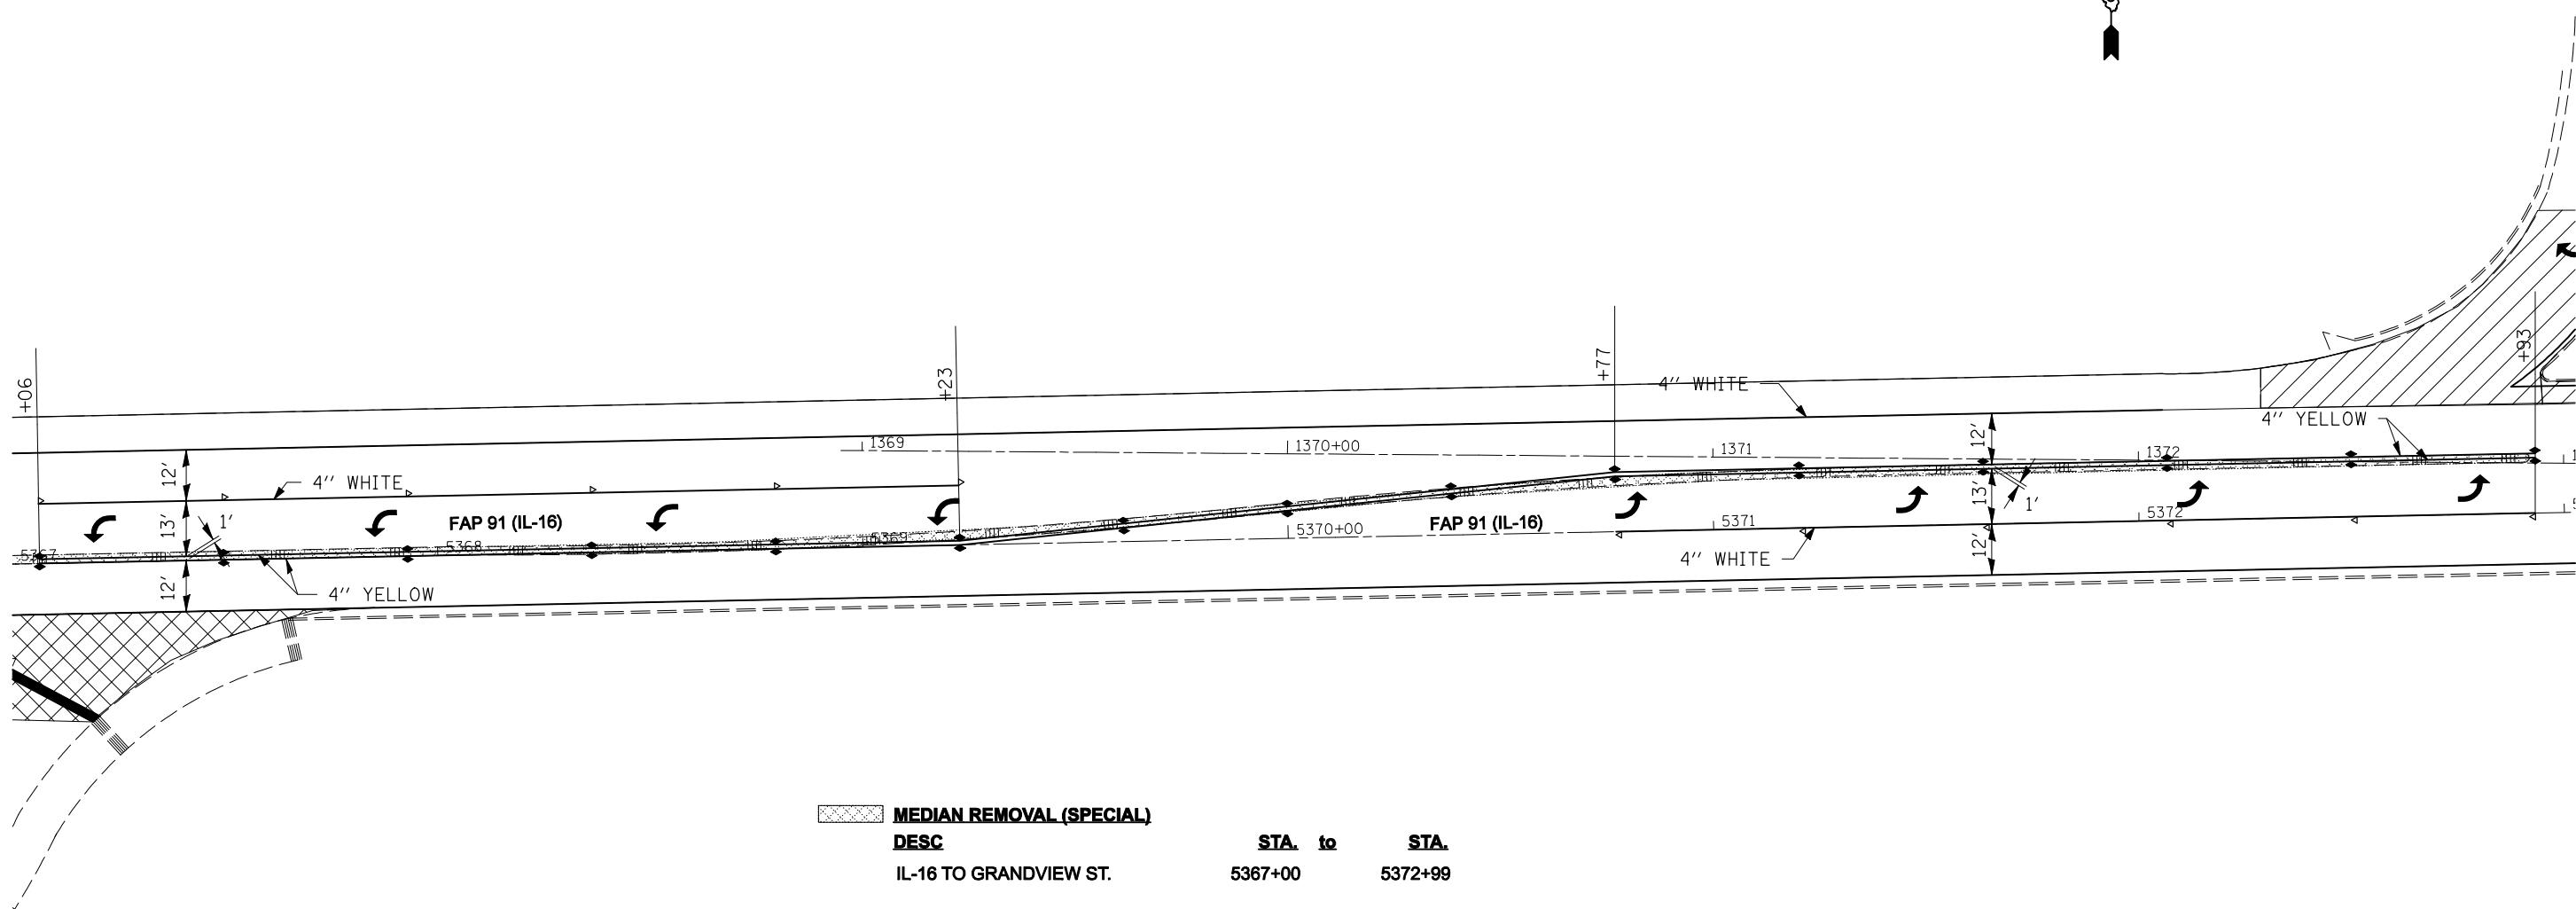 +06
+23
+77
+93
4'' WHITE
4'' YELLOW
1369
1370+00
1371
1372
12'
12'
4'' WHITE
13'
1'
FAP 91 (IL-16)
FAP 91 (IL-16)
13'
1'
5367
5368
5369
5370+00
5371
5372
12'
4'' YELLOW
4'' WHITE
12'
MEDIAN REMOVAL (SPECIAL)
DESC STA. to STA.
IL-16 TO GRANDVIEW ST. 5367+00 5372+99